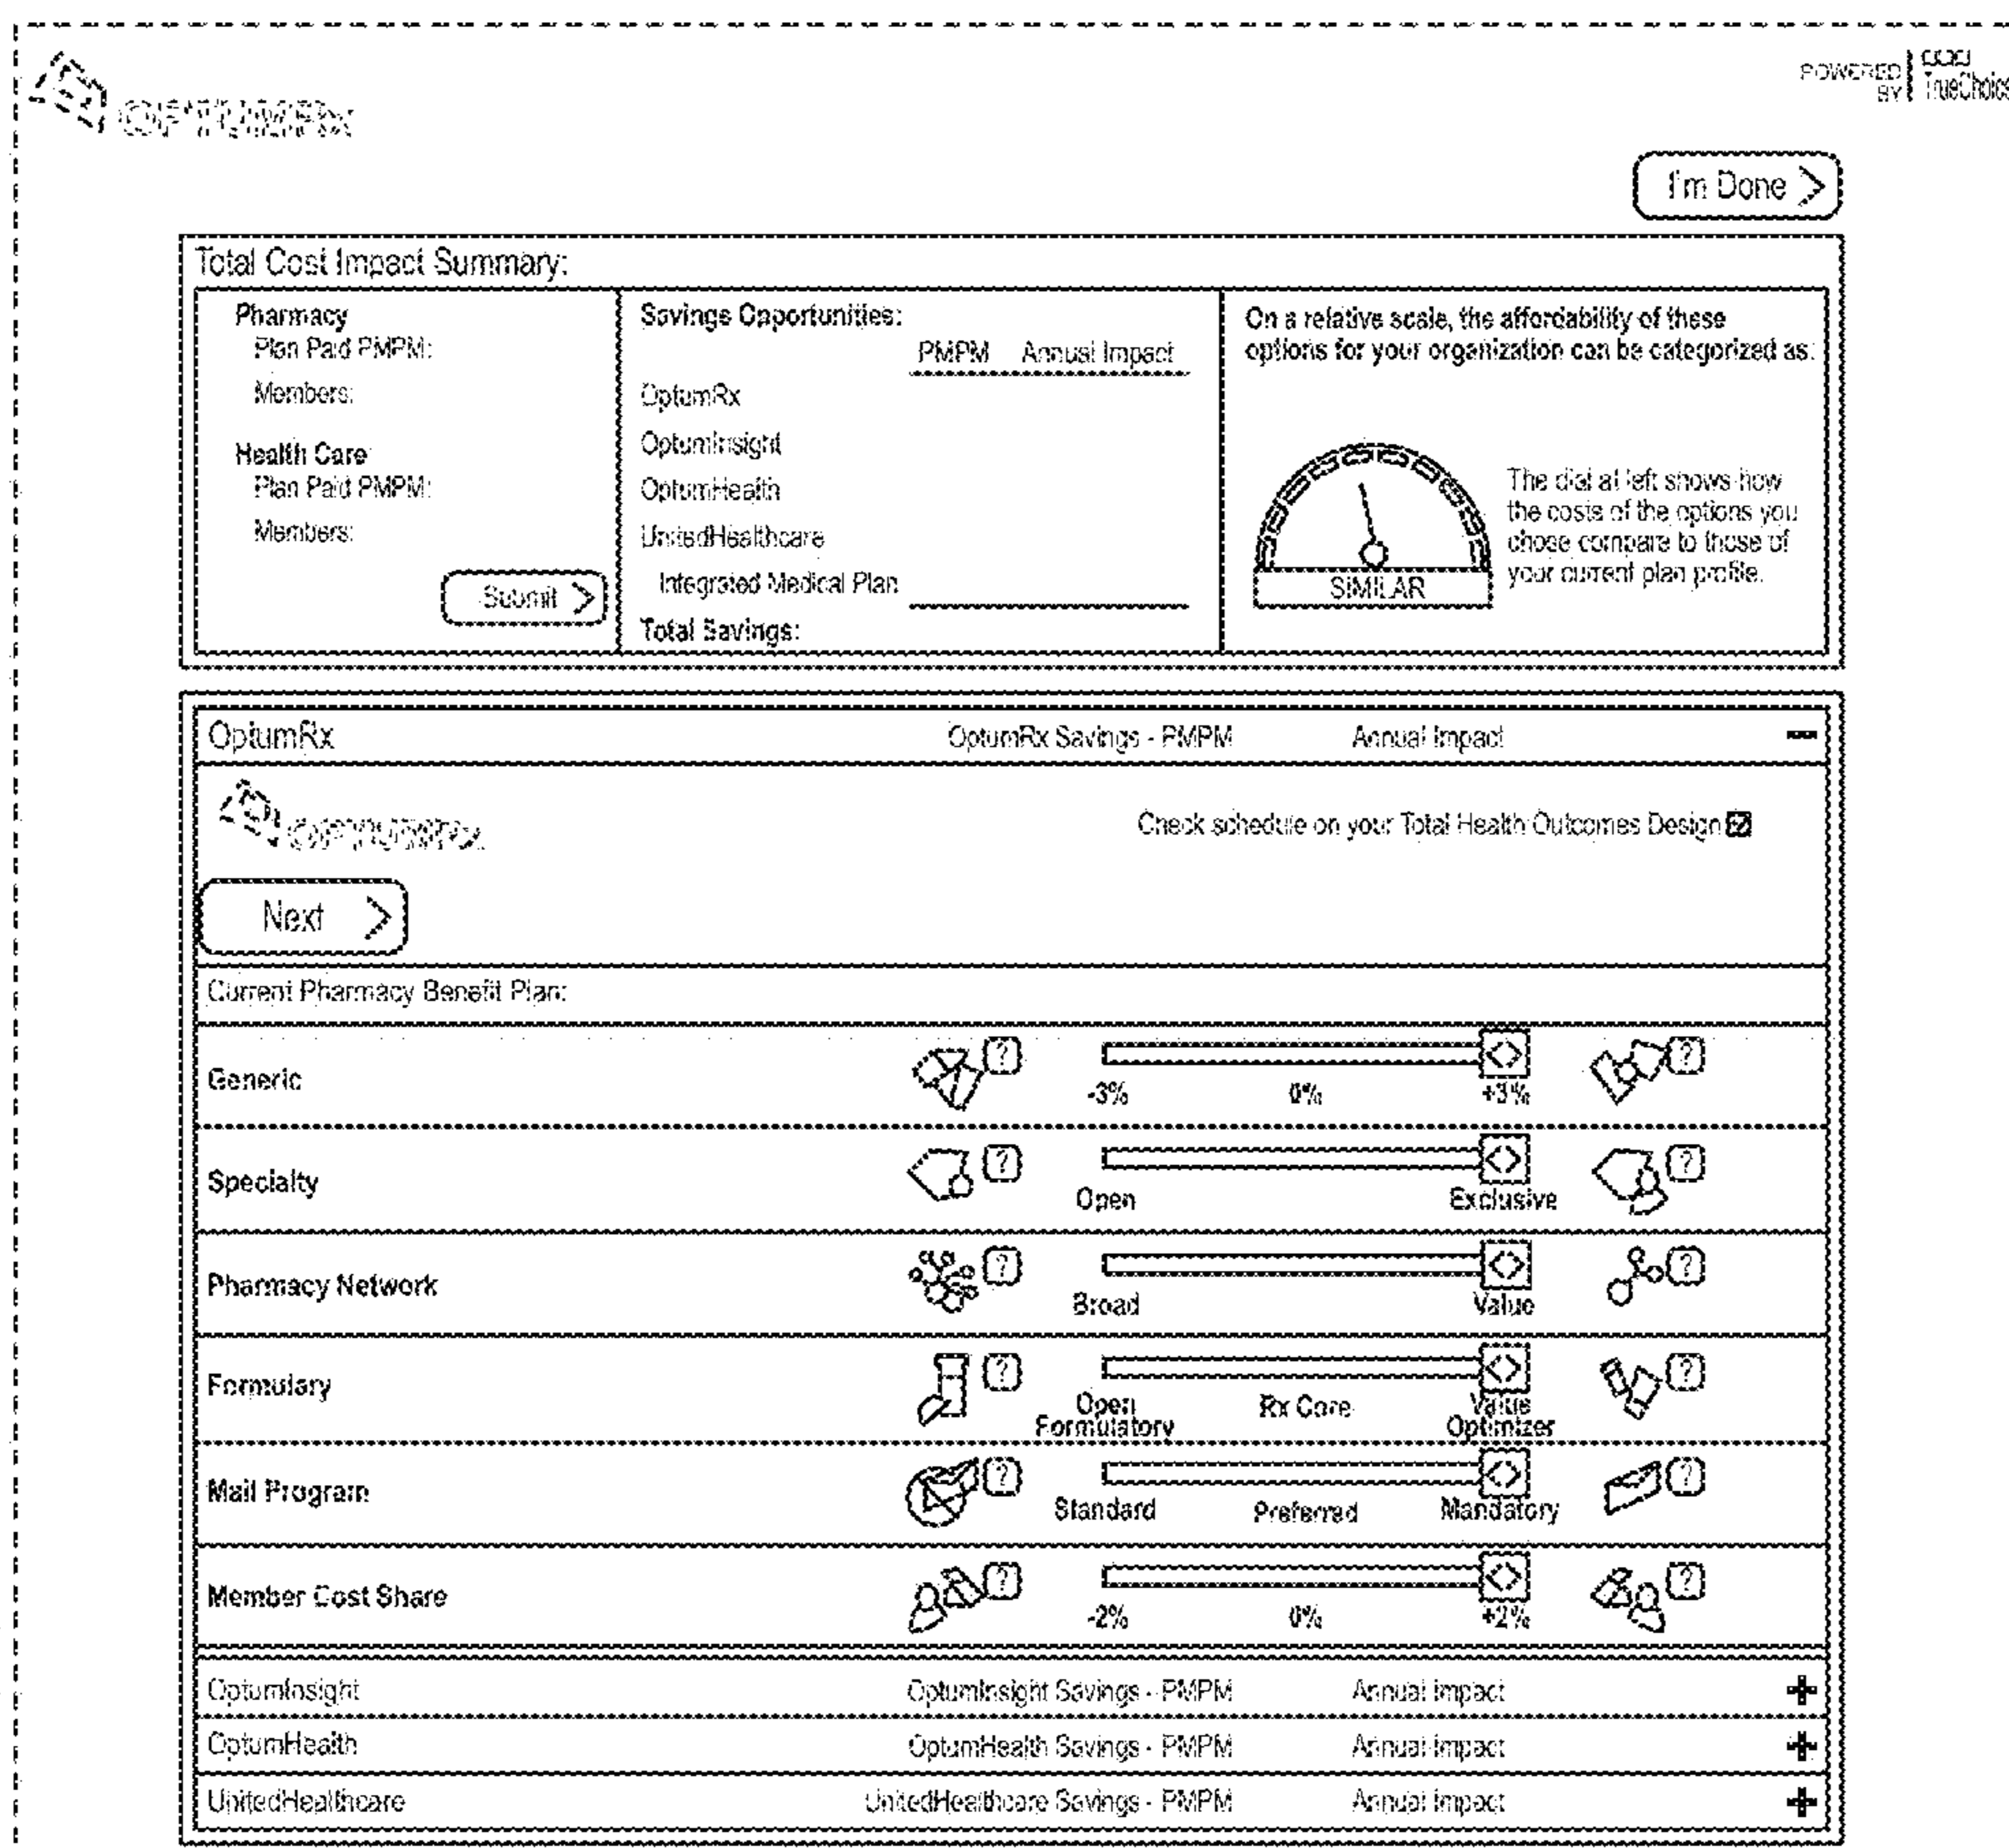 OPTUMRx
POWERED BY TrueChoice
I'm Done
Total Cost Impact Summary:
Pharmacy
Plan Paid PMPM:
Members:
Health Care
Plan Paid PMPM:
Members:
Submit
Savings Opportunities:
PMPM Annual Impact
OptumRx
OptumInsight
OptumHealth
UnitedHealthcare
Integrated Medical Plan
Total Savings:
On a relative scale, the affordability of these
options for your organization can be categorized as:
SIMILAR
The dial at left shows how
the costs of the options you
chose compare to those of
your current plan profile.
OptumRx OptumRx Savings - PMPM Annual Impact
OPTUMRx
Check schedule on your Total Health Outcomes Design
Next
Current Pharmacy Benefit Plan:
Generic ? ?
-3% 0% +3%
Specialty ? ?
Open Exclusive
Pharmacy Network ? ?
Broad Value
Formulary ? ?
Open Rx Core Value
Formulatory Optimizer
Mail Program ? ?
Standard Preferred Mandatory
Member Cost Share ? ?
-2% 0% +2%
OptumInsight OptumInsight Savings - PMPM Annual Impact
OptumHealth OptumHealth Savings - PMPM Annual Impact
UnitedHealthcare UnitedHealthcare Savings - PMPM Annual Impact